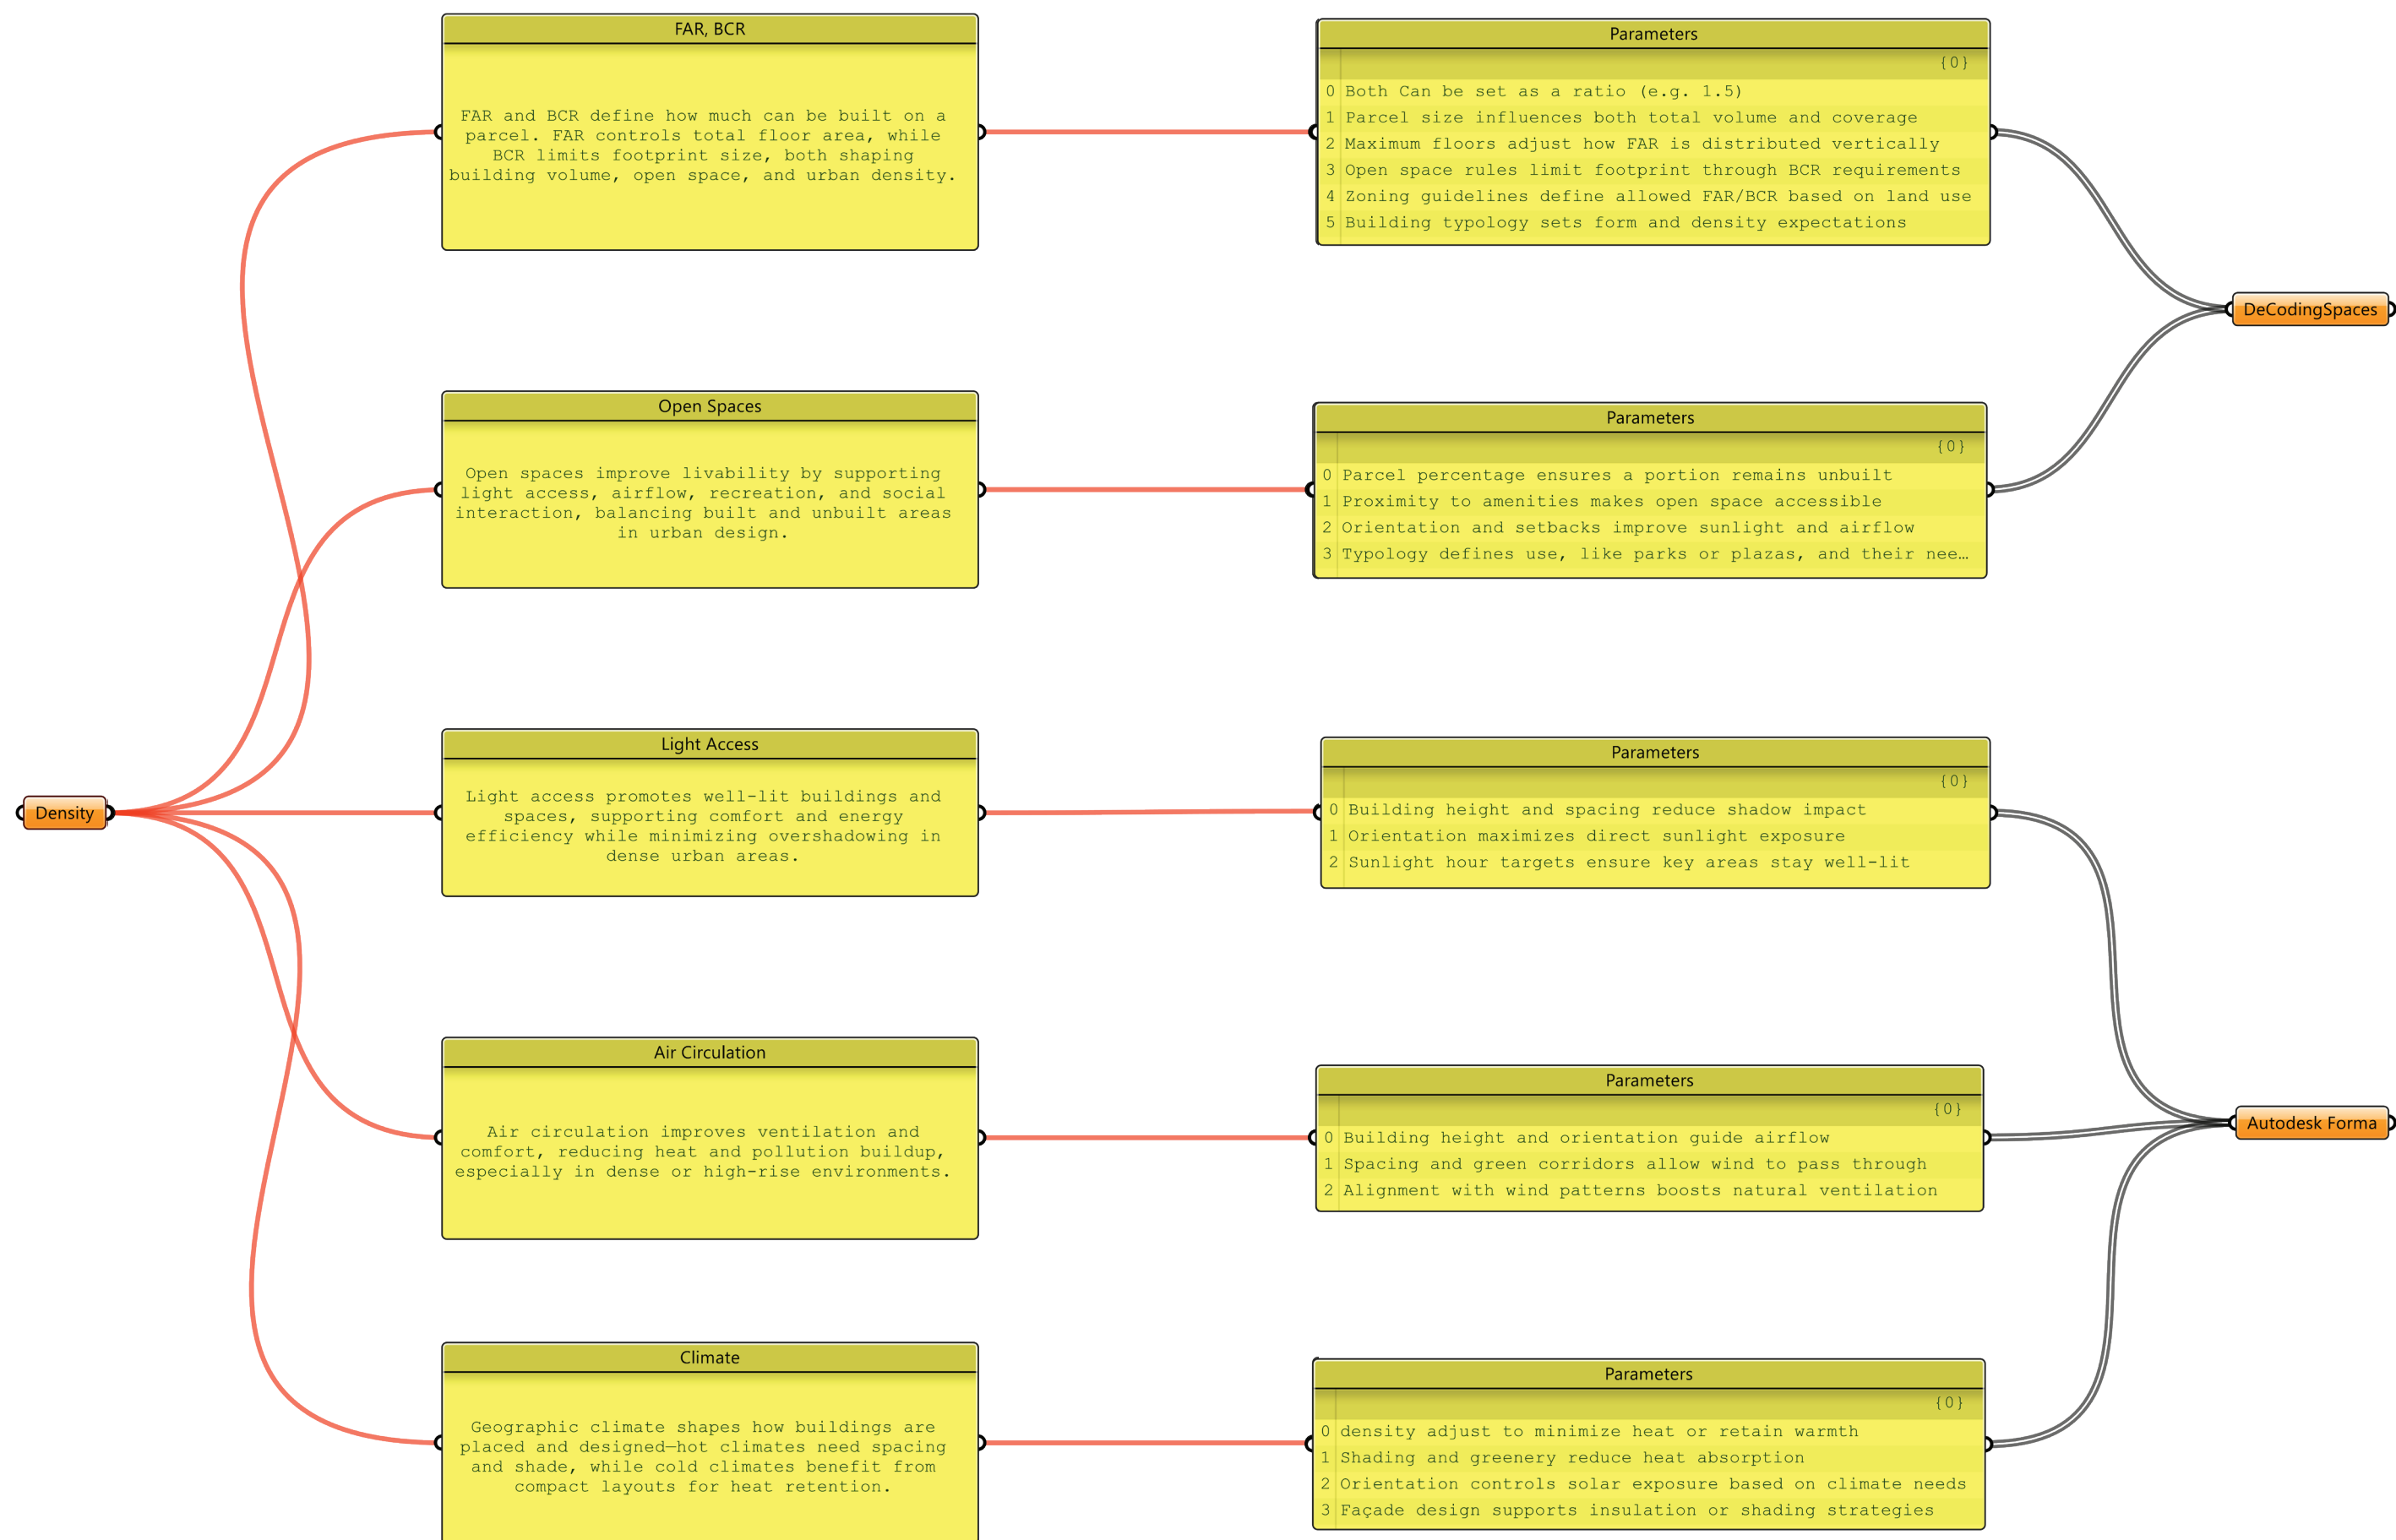 Density
FAR, BCR
FAR and BCR define how much can be built on a
parcel. FAR controls total floor area, while
BCR limits footprint size, both shaping
building volume, open space, and urban density.
Parameters
{0}
0 Both Can be set as a ratio (e.g. 1.5)
1 Parcel size influences both total volume and coverage
2 Maximum floors adjust how FAR is distributed vertically
3 Open space rules limit footprint through BCR requirements
4 Zoning guidelines define allowed FAR/BCR based on land use
5 Building typology sets form and density expectations
DeCodingSpaces
Open Spaces
Open spaces improve livability by supporting
light access, airflow, recreation, and social
interaction, balancing built and unbuilt areas
in urban design.
Parameters
{0}
0 Parcel percentage ensures a portion remains unbuilt
1 Proximity to amenities makes open space accessible
2 Orientation and setbacks improve sunlight and airflow
3 Typology defines use, like parks or plazas, and their nee…
Light Access
Light access promotes well-lit buildings and
spaces, supporting comfort and energy
efficiency while minimizing overshadowing in
dense urban areas.
Parameters
{0}
0 Building height and spacing reduce shadow impact
1 Orientation maximizes direct sunlight exposure
2 Sunlight hour targets ensure key areas stay well-lit
Air Circulation
Air circulation improves ventilation and
comfort, reducing heat and pollution buildup,
especially in dense or high-rise environments.
Parameters
{0}
0 Building height and orientation guide airflow
1 Spacing and green corridors allow wind to pass through
2 Alignment with wind patterns boosts natural ventilation
Autodesk Forma
Climate
Geographic climate shapes how buildings are
placed and designed—hot climates need spacing
and shade, while cold climates benefit from
compact layouts for heat retention.
Parameters
{0}
0 density adjust to minimize heat or retain warmth
1 Shading and greenery reduce heat absorption
2 Orientation controls solar exposure based on climate needs
3 Façade design supports insulation or shading strategies